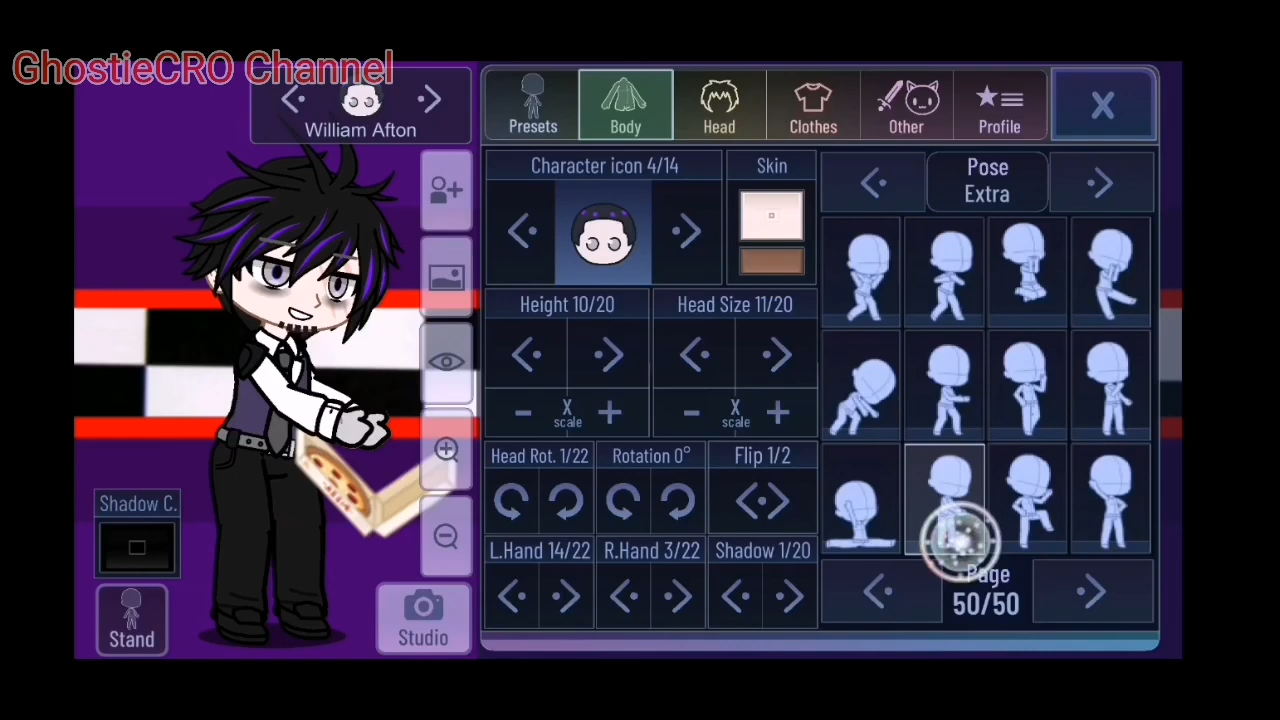 GhostieCRO Channel
William Afton
Presets
Body
Head
Clothes
Other
Profile
X
Character icon 4/14
Skin
Pose
Extra
Height 10/20
Head Size 11/20
X
scale
X
scale
Head Rot. 1/22
Rotation 0°
Flip 1/2
L.Hand 14/22
R.Hand 3/22
Shadow 1/20
Shadow C.
Stand
Studio
Page
50/50